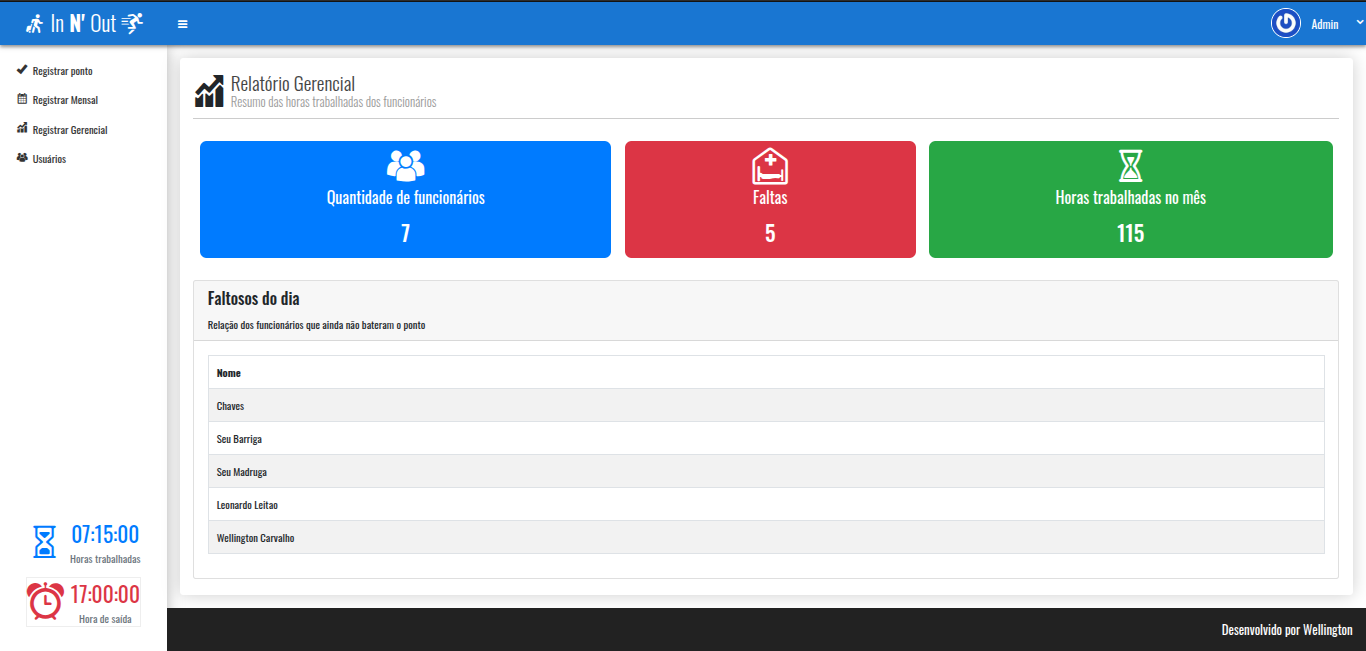 In N' Out
Admin
Registrar ponto
Registrar Mensal
Registrar Gerencial
Usuários
07:15:00
Horas trabalhadas
17:00:00
Hora de saída
Relatório Gerencial
Resumo das horas trabalhadas dos funcionários
Quantidade de funcionários
7
Faltas
5
Horas trabalhadas no mês
115
Faltosos do dia
Relação dos funcionários que ainda não bateram o ponto
Nome
Chaves
Seu Barriga
Seu Madruga
Leonardo Leitao
Wellington Carvalho
Desenvolvido por Wellington